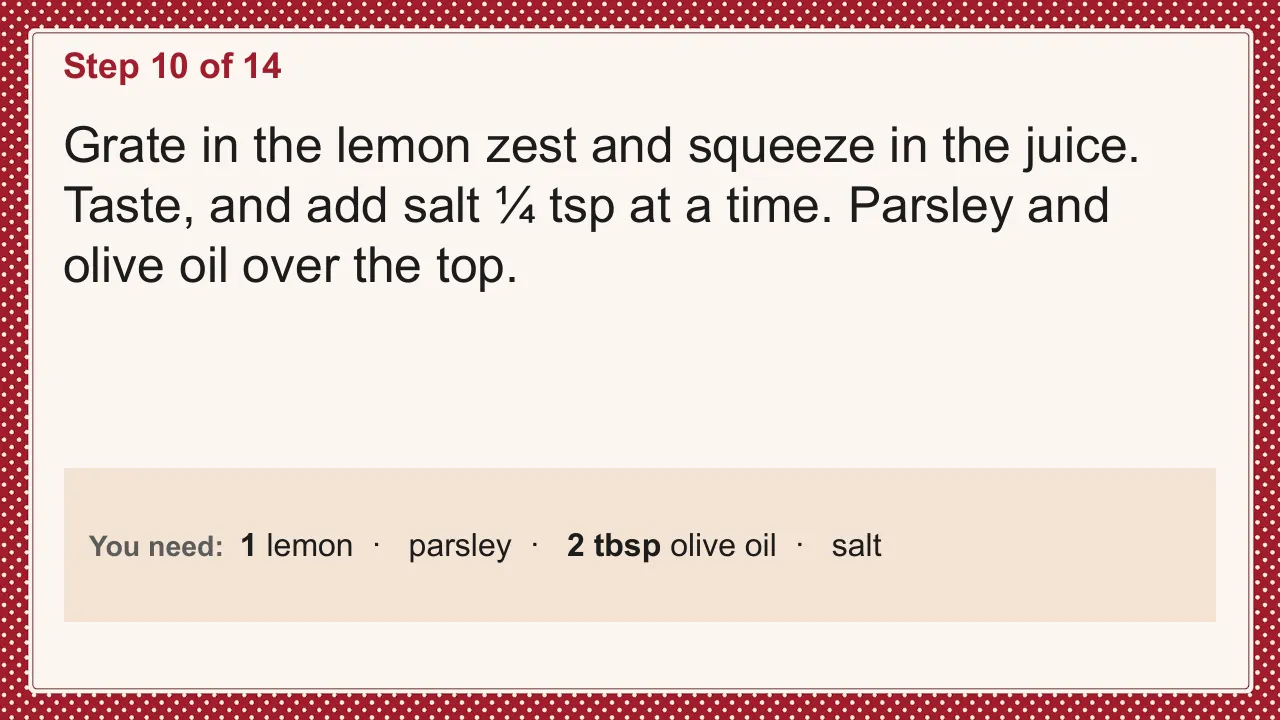 Step 10 of 14
Grate in the lemon zest and squeeze in the juice.
Taste, and add salt ¼ tsp at a time. Parsley and
olive oil over the top.
You need: 1 lemon · parsley · 2 tbsp olive oil · salt